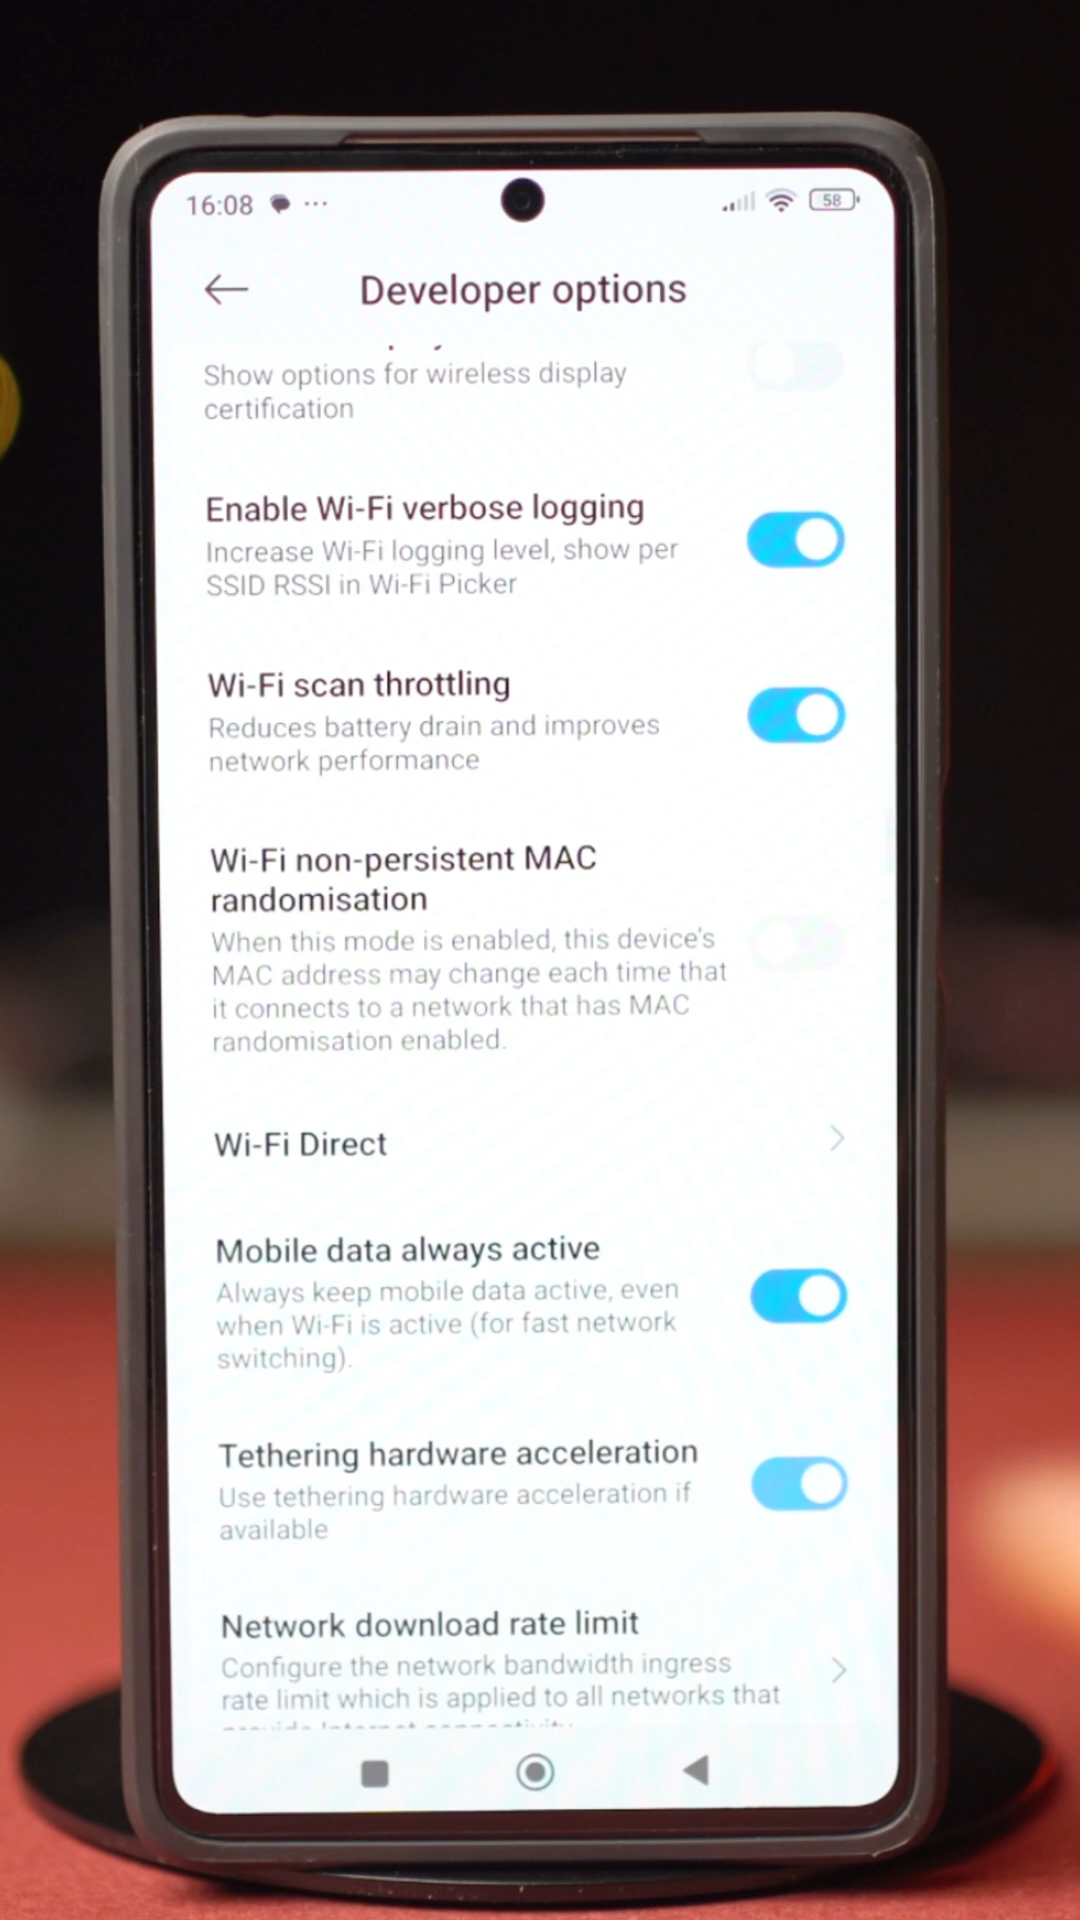 16:08
58
Developer options
Show options for wireless display
certification
Enable Wi-Fi verbose logging
Increase Wi-Fi logging level, show per
SSID RSSI in Wi-Fi Picker
Wi-Fi scan throttling
Reduces battery drain and improves
network performance
Wi-Fi non-persistent MAC
randomisation
When this mode is enabled, this device's
MAC address may change each time that
it connects to a network that has MAC
randomisation enabled.
Wi-Fi Direct
Mobile data always active
Always keep mobile data active, even
when Wi-Fi is active (for fast network
switching).
Tethering hardware acceleration
Use tethering hardware acceleration if
available
Network download rate limit
Configure the network bandwidth ingress
rate limit which is applied to all networks that